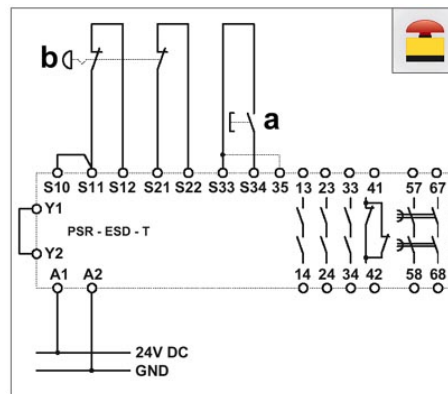 b
a
S10 S11 S12 S21 S22 S33 S34 35 13 23 33 41 57 67
Y1
PSR - ESD - T
Y2
A1 A2 14 24 34 42 58 68
24V DC
GND